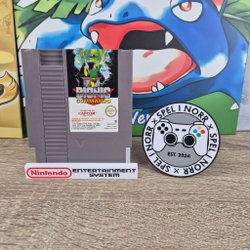 BIONIC
COMMANDO
CAPCOM
Nintendo
ENTERTAINMENT
SYSTEM
SPEL I NORR × SPEL I NORR ×
EST. 2024